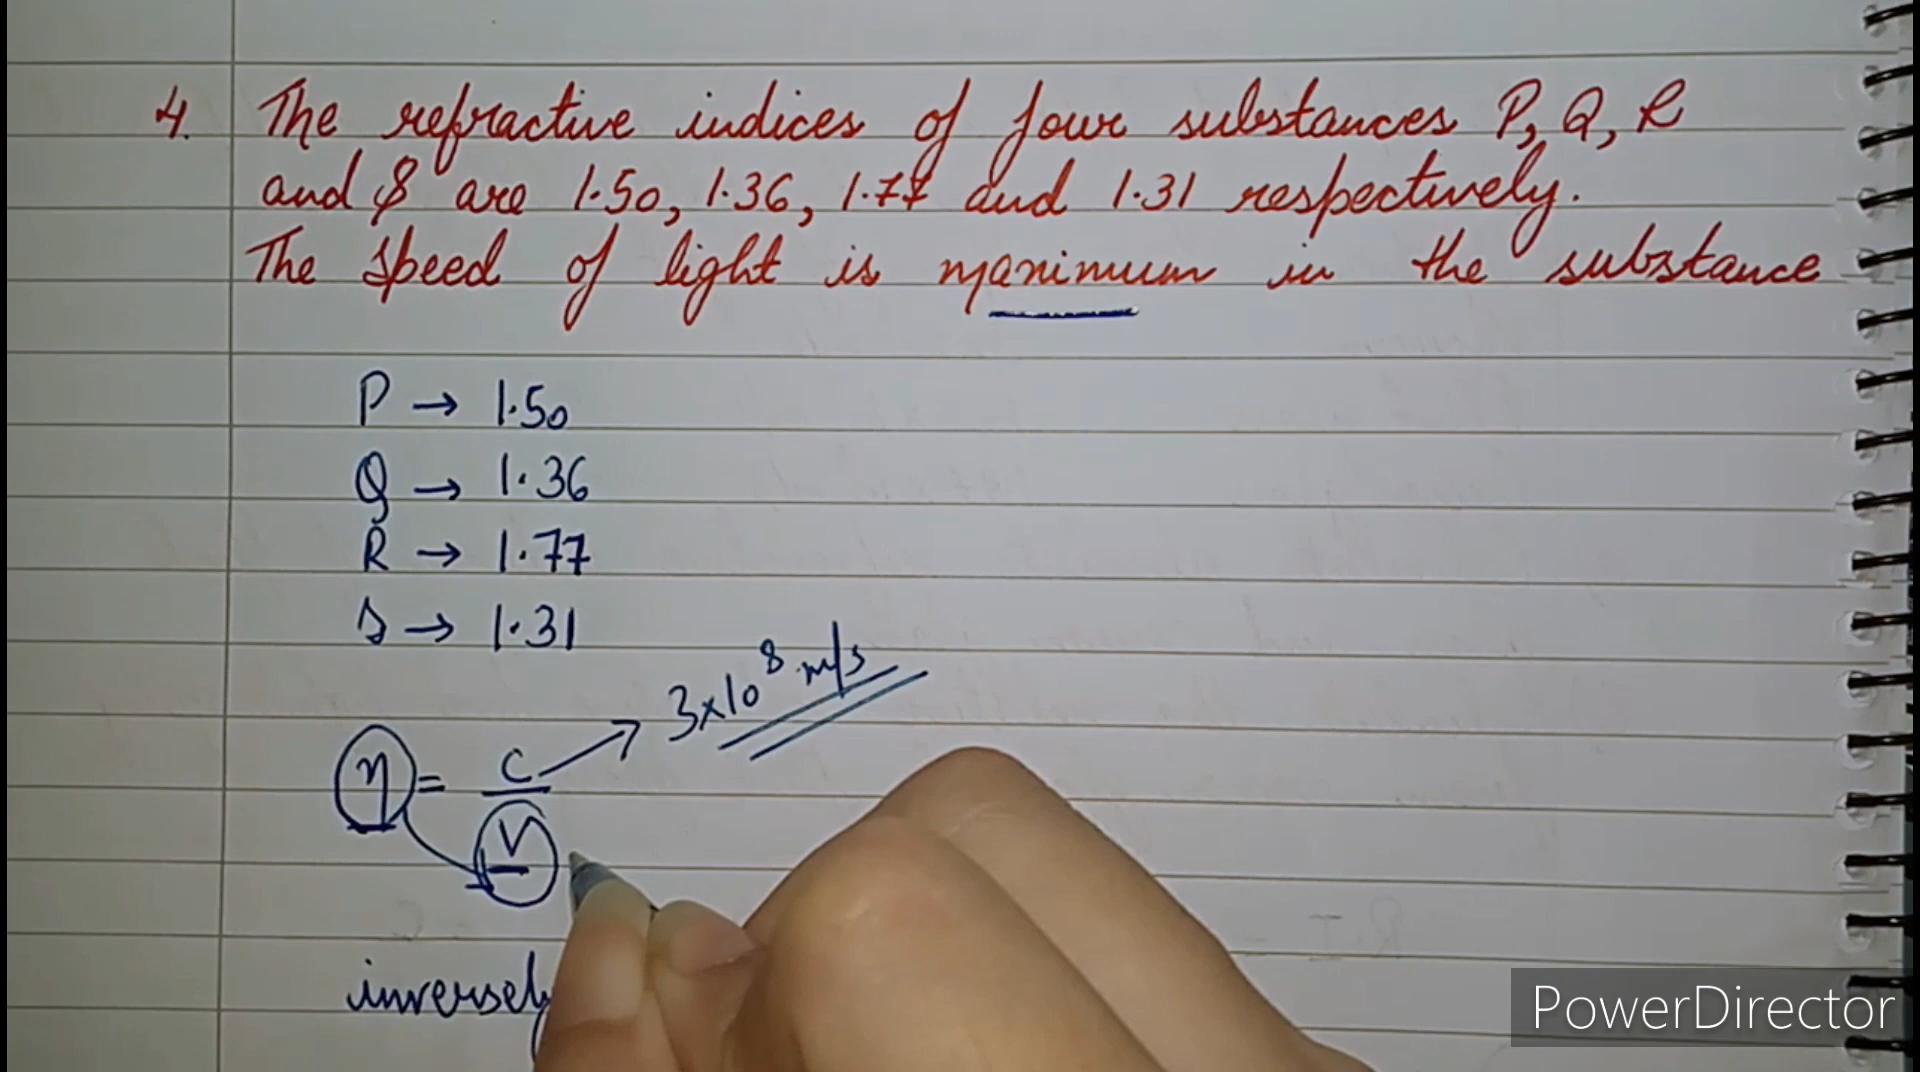 4. The refractive indices of four substances P, Q, R
and S are 1.50, 1.36, 1.77 and 1.31 respectively.
The speed of light is maximum in the substance
P → 1.50
Q → 1.36
R → 1.77
S → 1.31
3×10⁸ m/s
η = C
V
inversely
R.I
PowerDirector